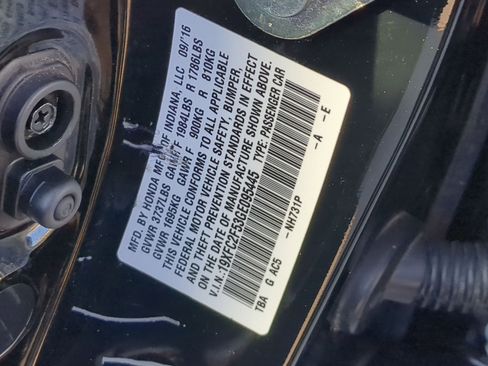 MFD. BY HONDA MFG. OF INDIANA, LLC 09/'16
GVWR 3737LBS GAWR F 1984LBS R 1786LBS
GVWR 1695KG GAWR F 900KG R 810KG
THIS VEHICLE CONFORMS TO ALL APPLICABLE
FEDERAL MOTOR VEHICLE SAFETY, BUMPER,
AND THEFT PREVENTION STANDARDS IN EFFECT
ON THE DATE OF MANUFACTURE SHOWN ABOVE.
V.I.N.:19XFC2F53GE095445 TYPE: PASSENGER CAR
TBA G AC5 -NH731P -A -E